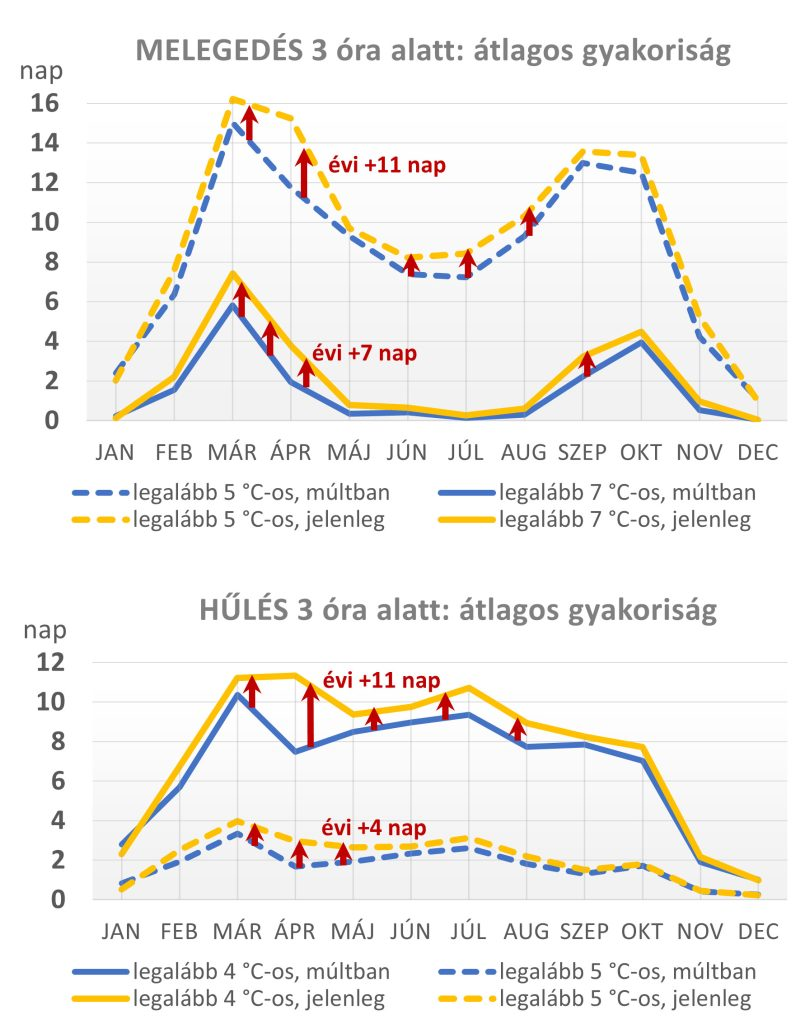 MELEGEDÉS 3 óra alatt: átlagos gyakoriság
nap
16
14
12
10
8
6
4
2
0
évi +11 nap
évi +7 nap
JAN FEB MÁR ÁPR MÁJ JÚN JÚL AUG SZEP OKT NOV DEC
legalább 5 °C-os, múltban legalább 7 °C-os, múltban
legalább 5 °C-os, jelenleg legalább 7 °C-os, jelenleg
HŰLÉS 3 óra alatt: átlagos gyakoriság
nap
12
10
8
6
4
2
0
évi +11 nap
évi +4 nap
JAN FEB MÁR ÁPR MÁJ JÚN JÚL AUG SZEP OKT NOV DEC
legalább 4 °C-os, múltban legalább 5 °C-os, múltban
legalább 4 °C-os, jelenleg legalább 5 °C-os, jelenleg